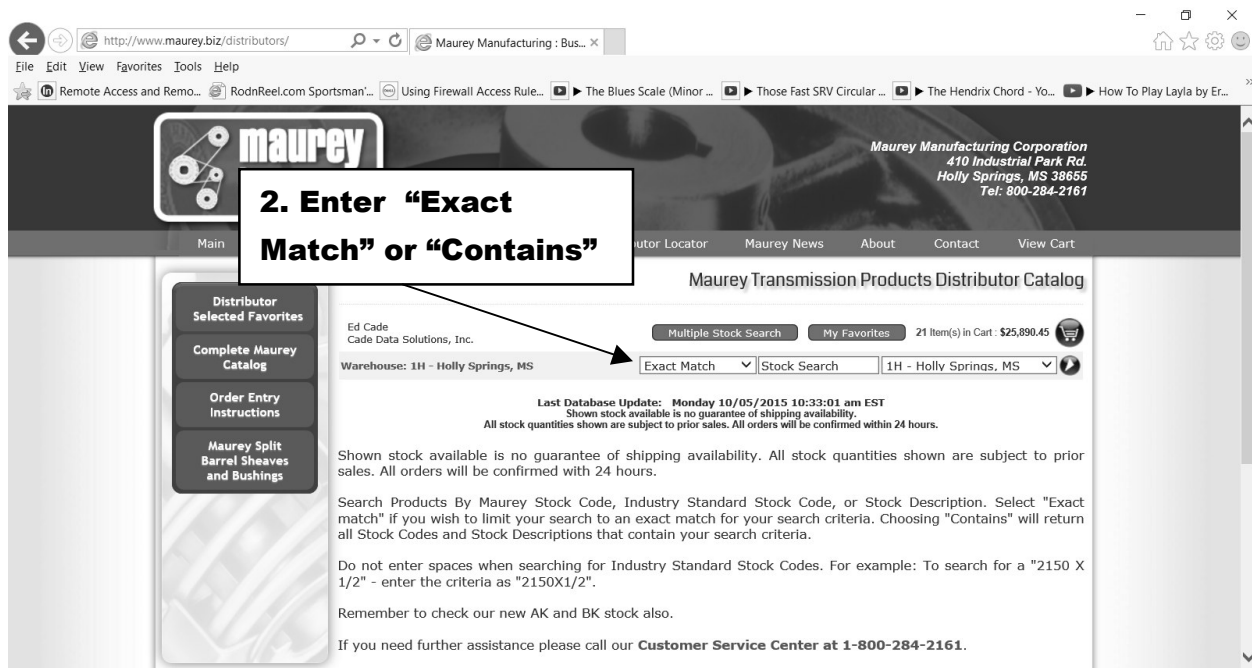 http://www.maurey.biz/distributors/
Maurey Manufacturing : Bus...
File Edit View Favorites Tools Help
Remote Access and Remo... RodnReel.com Sportsman'... Using Firewall Access Rule... ▶ The Blues Scale (Minor ... ▶ Those Fast SRV Circular ... ▶ The Hendrix Chord - Yo... ▶ How To Play Layla by Er...
maurey
Maurey Manufacturing Corporation
410 Industrial Park Rd.
Holly Springs, MS 38655
Tel: 800-284-2161
2. Enter “Exact
Match” or “Contains”
Main Locator Maurey News About Contact View Cart
Maurey Transmission Products Distributor Catalog
Distributor
Selected Favorites
Complete Maurey
Catalog
Order Entry
Instructions
Maurey Split
Barrel Sheaves
and Bushings
Ed Cade
Cade Data Solutions, Inc.
Multiple Stock Search My Favorites 21 Item(s) in Cart : $25,890.45
Warehouse: 1H - Holly Springs, MS Exact Match Stock Search 1H - Holly Springs, MS
Last Database Update: Monday 10/05/2015 10:33:01 am EST
Shown stock available is no guarantee of shipping availability.
All stock quantities shown are subject to prior sales. All orders will be confirmed within 24 hours.
Shown stock available is no guarantee of shipping availability. All stock quantities shown are subject to prior
sales. All orders will be confirmed with 24 hours.
Search Products By Maurey Stock Code, Industry Standard Stock Code, or Stock Description. Select "Exact
match" if you wish to limit your search to an exact match for your search criteria. Choosing "Contains" will return
all Stock Codes and Stock Descriptions that contain your search criteria.
Do not enter spaces when searching for Industry Standard Stock Codes. For example: To search for a "2150 X
1/2" - enter the criteria as "2150X1/2".
Remember to check our new AK and BK stock also.
If you need further assistance please call our Customer Service Center at 1-800-284-2161.